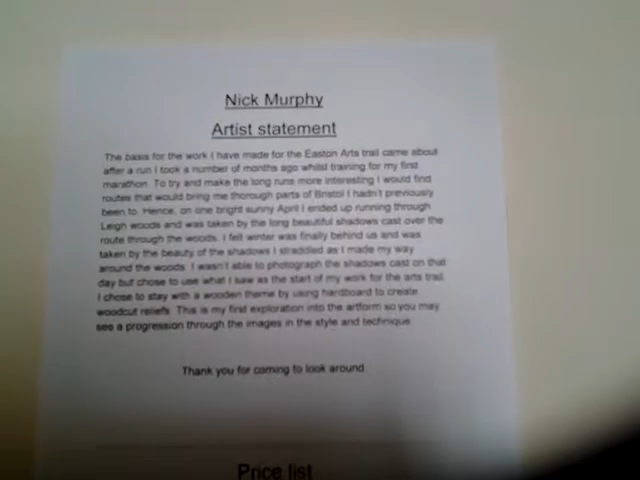 Nick Murphy
Artist statement
The basis for the work I have made for the Easton Arts trail came about
after a run I took a number of months ago whilst training for my first
marathon. To try and make the long runs more interesting I would find
routes that would bring me thorough parts of Bristol I hadn't previously
been to. Hence, on one bright sunny April I ended up running through
Leigh woods and was taken by the long beautiful shadows cast over the
route through the woods. I felt winter was finally behind us and was
taken by the beauty of the shadows I straddled as I made my way
around the woods. I wasn't able to photograph the shadows cast on that
day but chose to use what I saw as the start of my work for the arts trail.
I chose to stay with a wooden theme by using hardboard to create
woodcut reliefs. This is my first exploration into the artform so you may
see a progression through the images in the style and technique.
Thank you for coming to look around.
Price list